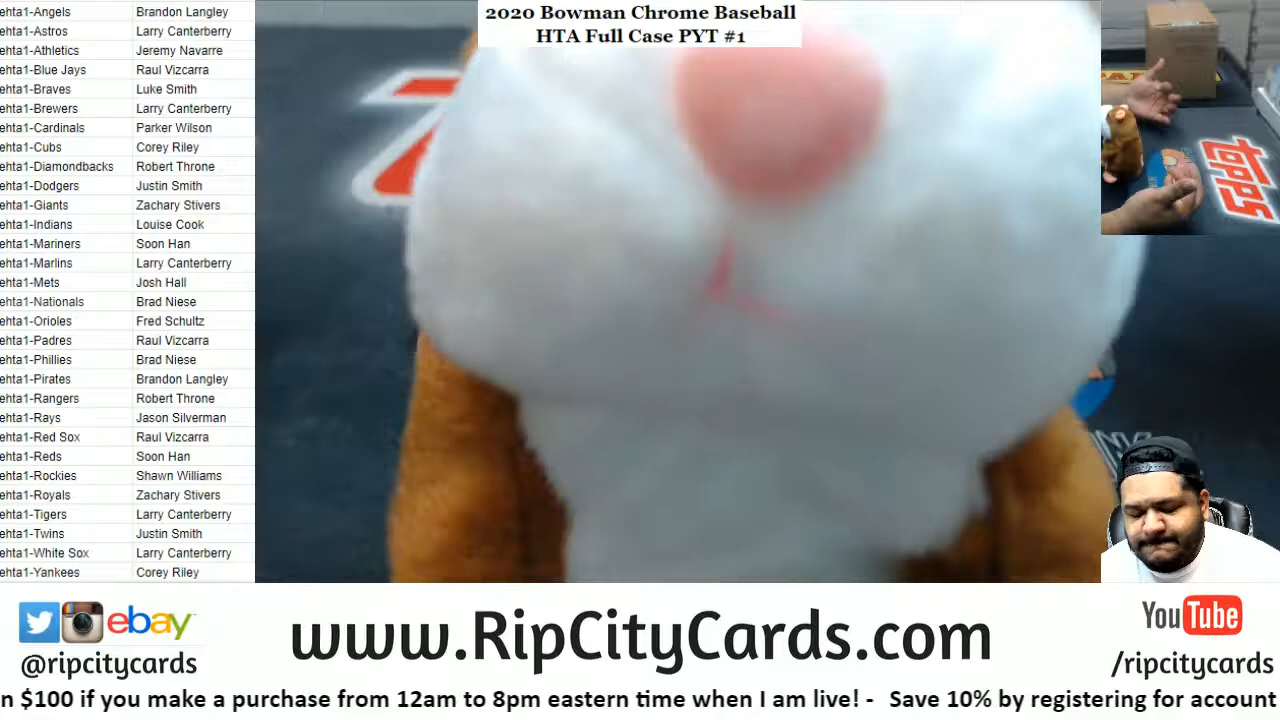 2020 Bowman Chrome Baseball
HTA Full Case PYT #1
ehta1-Angels Brandon Langley
ehta1-Astros Larry Canterberry
ehta1-Athletics Jeremy Navarre
ehta1-Blue Jays Raul Vizcarra
ehta1-Braves Luke Smith
ehta1-Brewers Larry Canterberry
ehta1-Cardinals Parker Wilson
ehta1-Cubs Corey Riley
ehta1-Diamondbacks Robert Throne
ehta1-Dodgers Justin Smith
ehta1-Giants Zachary Stivers
ehta1-Indians Louise Cook
ehta1-Mariners Soon Han
ehta1-Marlins Larry Canterberry
ehta1-Mets Josh Hall
ehta1-Nationals Brad Niese
ehta1-Orioles Fred Schultz
ehta1-Padres Raul Vizcarra
ehta1-Phillies Brad Niese
ehta1-Pirates Brandon Langley
ehta1-Rangers Robert Throne
ehta1-Rays Jason Silverman
ehta1-Red Sox Raul Vizcarra
ehta1-Reds Soon Han
ehta1-Rockies Shawn Williams
ehta1-Royals Zachary Stivers
ehta1-Tigers Larry Canterberry
ehta1-Twins Justin Smith
ehta1-White Sox Larry Canterberry
ehta1-Yankees Corey Riley
topps
ebay
@ripcitycards
www.RipCityCards.com
YouTube
/ripcitycards
n $100 if you make a purchase from 12am to 8pm eastern time when I am live! - Save 10% by registering for account